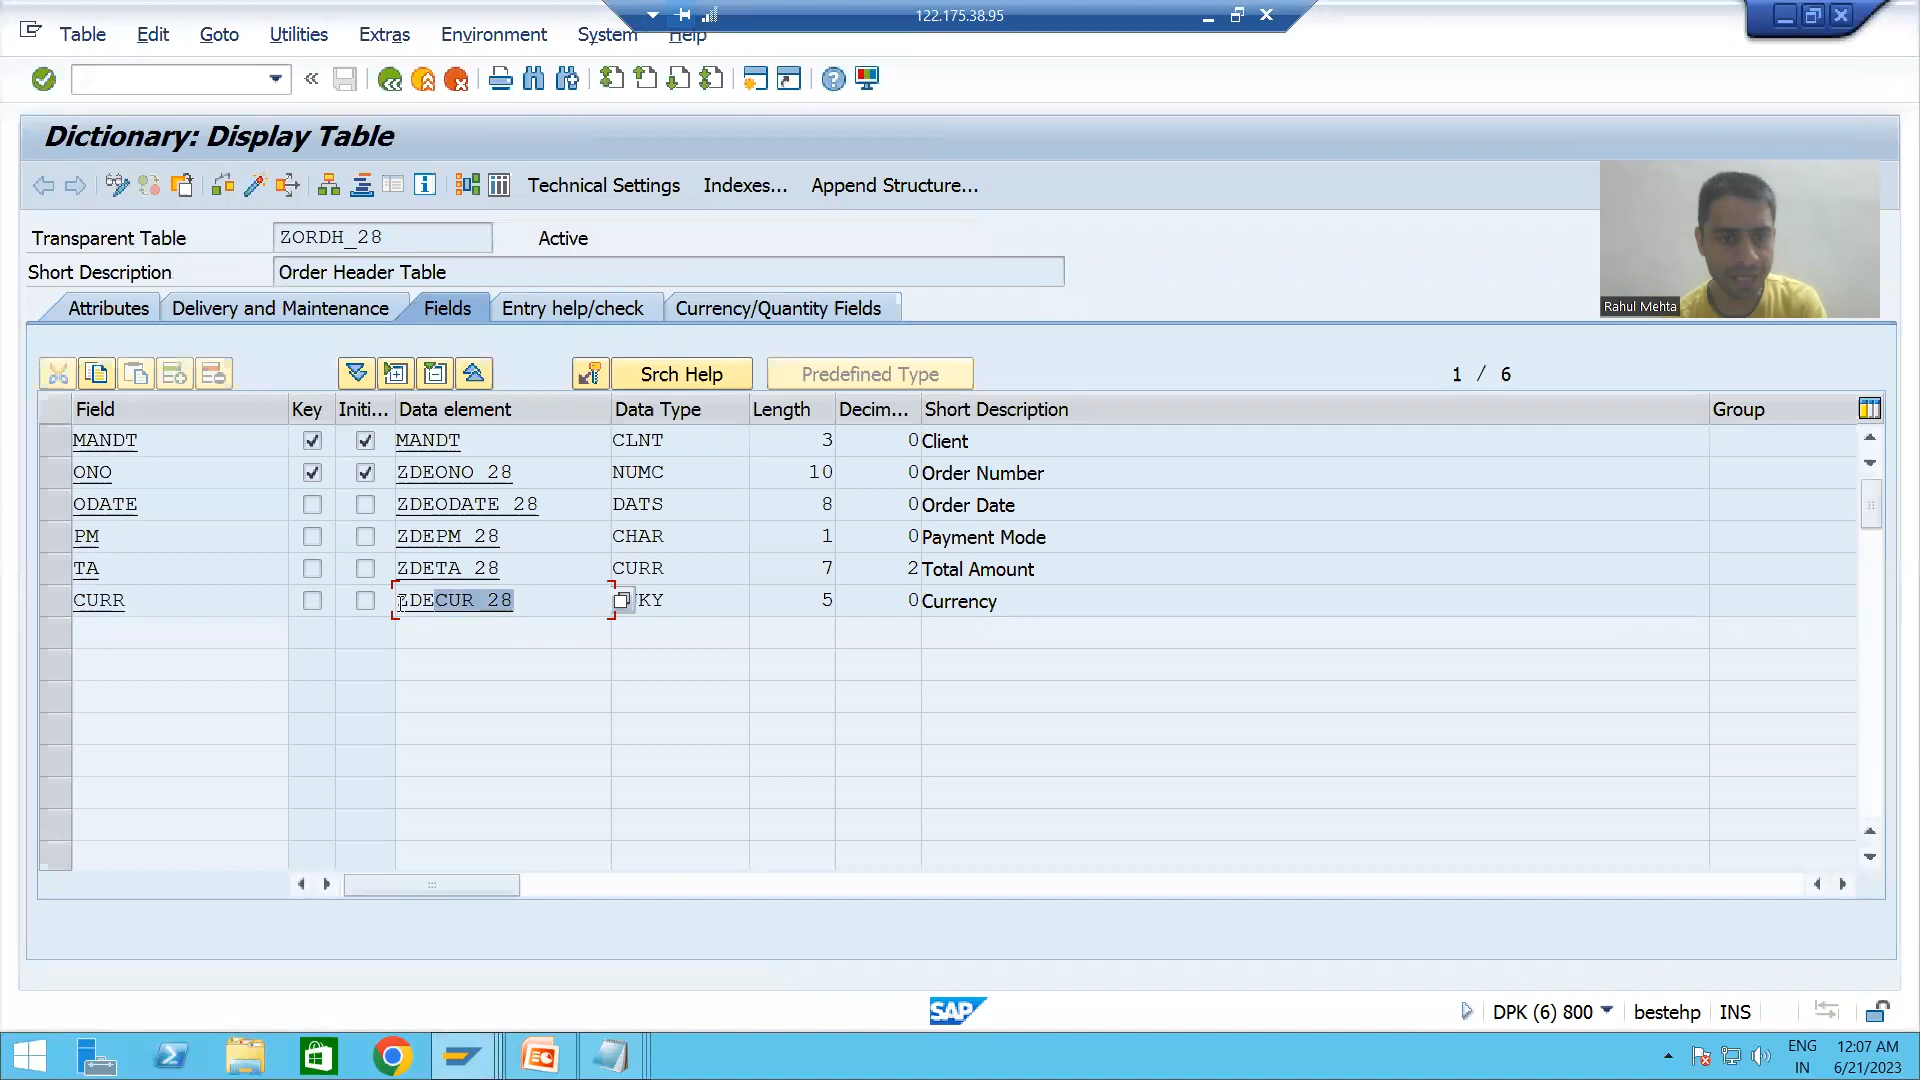 122.175.38.95
Table Edit Goto Utilities Extras Environment System Help
Dictionary: Display Table
Technical Settings Indexes... Append Structure...
Transparent Table ZORDH_28 Active
Short Description Order Header Table
Attributes Delivery and Maintenance Fields Entry help/check Currency/Quantity Fields
Rahul Mehta
Srch Help Predefined Type 1 / 6
Field Key Initi... Data element Data Type Length Decim... Short Description Group
MANDT MANDT CLNT 3 0 Client
ONO ZDEONO_28 NUMC 10 0 Order Number
ODATE ZDEODATE_28 DATS 8 0 Order Date
PM ZDEPM_28 CHAR 1 0 Payment Mode
TA ZDETA_28 CURR 7 2 Total Amount
CURR ZDECUR_28 KY 5 0 Currency
SAP DPK (6) 800 bestehp INS
ENG 12:07 AM
IN 6/21/2023